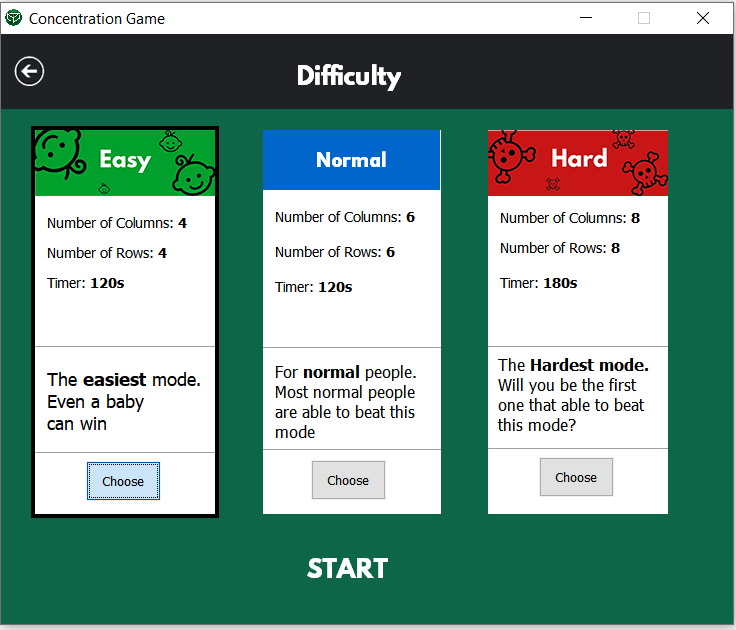 Concentration Game
Difficulty
Easy
Number of Columns: 4
Number of Rows: 4
Timer: 120s
The easiest mode.
Even a baby
can win
Choose
Normal
Number of Columns: 6
Number of Rows: 6
Timer: 120s
For normal people.
Most normal people
are able to beat this
mode
Choose
Hard
Number of Columns: 8
Number of Rows: 8
Timer: 180s
The Hardest mode.
Will you be the first
one that able to beat
this mode?
Choose
START